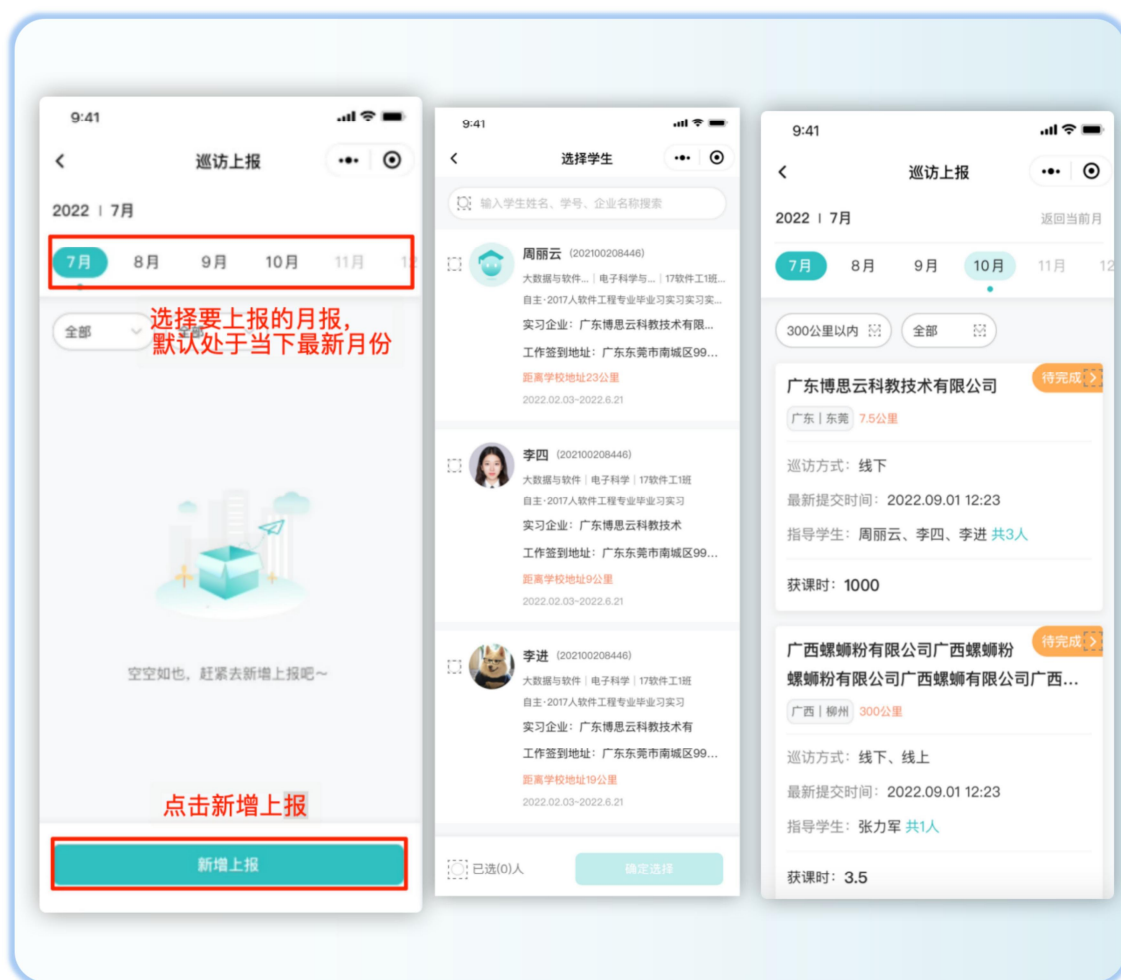 9:41
巡访上报
2022 | 7月
7月 8月 9月 10月 11月 12
选择要上报的月报,
默认处于当下最新月份
全部
空空如也,赶紧去新增上报吧~
点击新增上报
新增上报
9:41
选择学生
输入学生姓名、学号、企业名称搜索
周丽云 (202100208446)
大数据与软件... | 电子科学与... | 17软件工1班...
自主·2017人软件工程专业毕业习实习实习实...
实习企业:广东博思云科教技术有限...
工作签到地址:广东东莞市南城区99...
距离学校地址23公里
2022.02.03~2022.6.21
李四 (202100208446)
大数据与软件 | 电子科学 | 17软件工1班
自主·2017人软件工程专业毕业习实习
实习企业:广东博思云科教技术
工作签到地址:广东东莞市南城区99...
距离学校地址9公里
2022.02.03~2022.6.21
李进 (202100208446)
大数据与软件 | 电子科学 | 17软件工1班
自主·2017人软件工程专业毕业习实习
实习企业:广东博思云科教技术有
工作签到地址:广东东莞市南城区99...
距离学校地址19公里
2022.02.03~2022.6.21
已选(0)人
确定选择
9:41
巡访上报
2022 | 7月 返回当前月
7月 8月 9月 10月 11月 12
300公里以内 全部
广东博思云科教技术有限公司 待完成
广东 | 东莞 7.5公里
巡访方式:线下
最新提交时间:2022.09.01 12:23
指导学生:周丽云、李四、李进 共3人
获课时:1000
广西螺蛳粉有限公司广西螺蛳粉 待完成
螺蛳粉有限公司广西螺蛳有限公司广西...
广西 | 柳州 300公里
巡访方式:线下、线上
最新提交时间:2022.09.01 12:23
指导学生:张力军 共1人
获课时:3.5